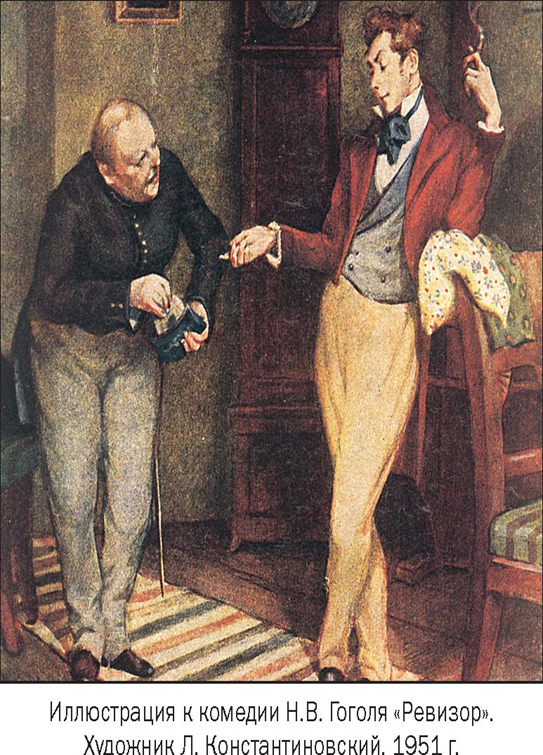 Иллюстрация к комедии Н.В. Гоголя «Ревизор».
Художник Л. Константиновский. 1951 г.